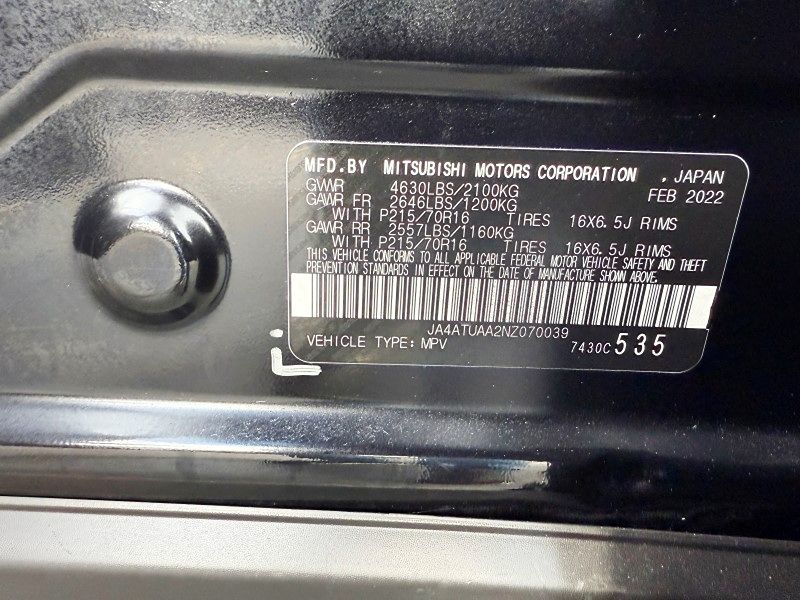 MFD.BY MITSUBISHI MOTORS CORPORATION , JAPAN
GVWR 4630LBS/2100KG FEB 2022
GAWR FR 2646LBS/1200KG
WITH P215/70R16 TIRES 16X6.5J RIMS
GAWR RR 2557LBS/1160KG
WITH P215/70R16 TIRES 16X6.5J RIMS
THIS VEHICLE CONFORMS TO ALL APPLICABLE FEDERAL MOTOR VEHICLE SAFETY AND THEFT
PREVENTION STANDARDS IN EFFECT ON THE DATE OF MANUFACTURE SHOWN ABOVE.
JA4ATUAA2NZ070039
VEHICLE TYPE: MPV 7430C 535